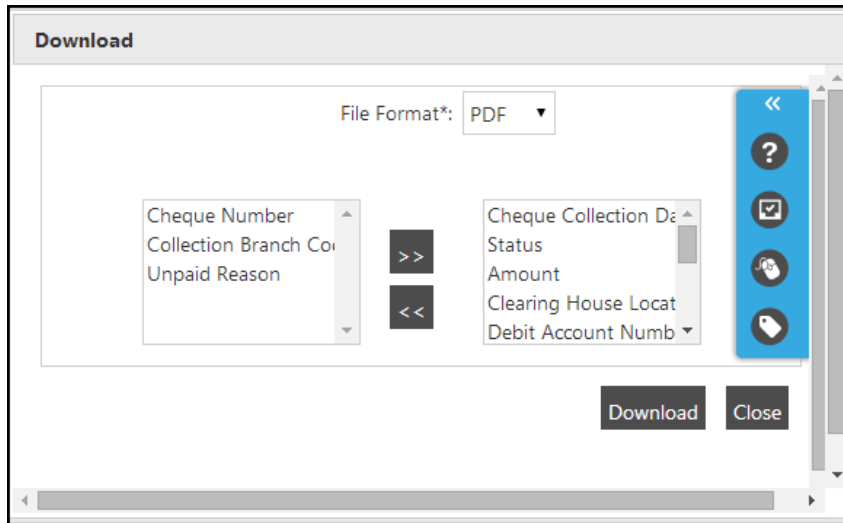 Download
File Format*: PDF
Cheque Number
Collection Branch Co
Unpaid Reason
>>
<<
Cheque Collection Da
Status
Amount
Clearing House Locat
Debit Account Numb
«
?
Download Close